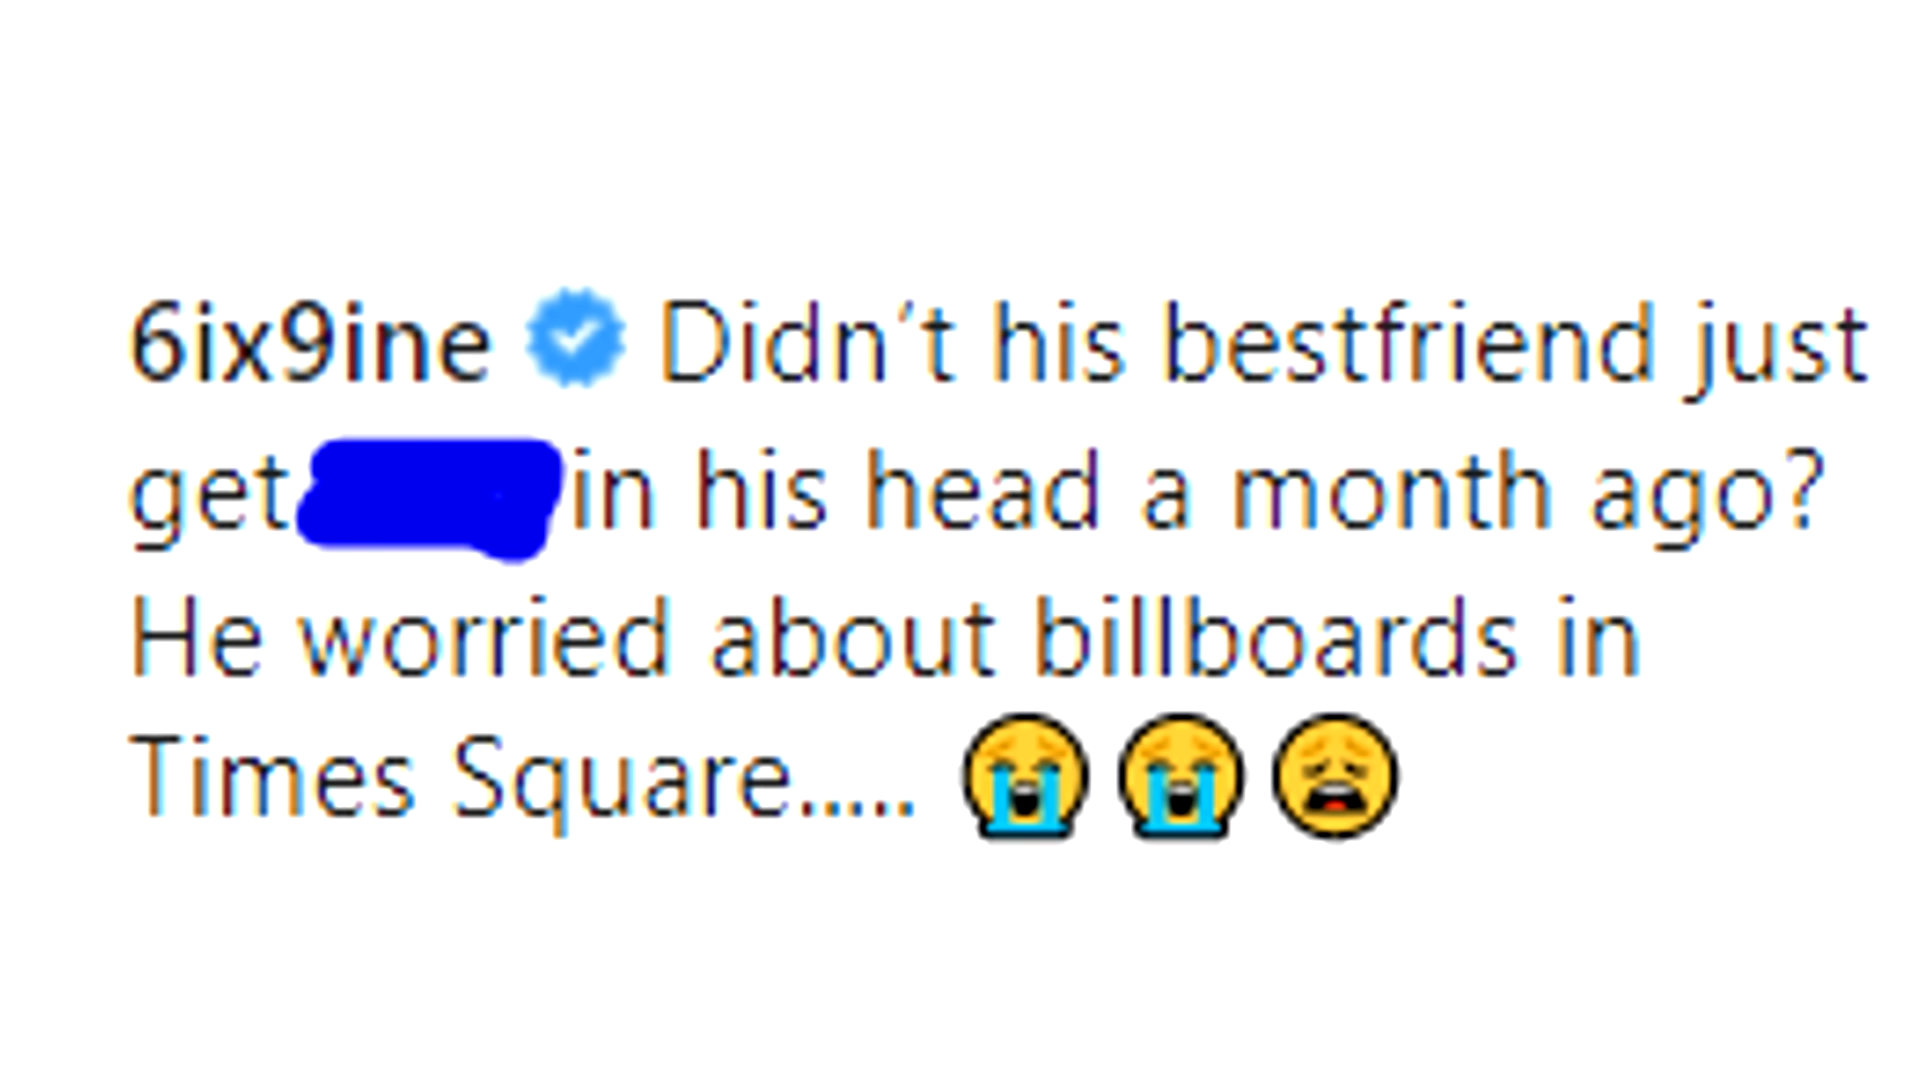 6ix9ine Didn't his bestfriend just
get in his head a month ago?
He worried about billboards in
Times Square..... 😭😭😩